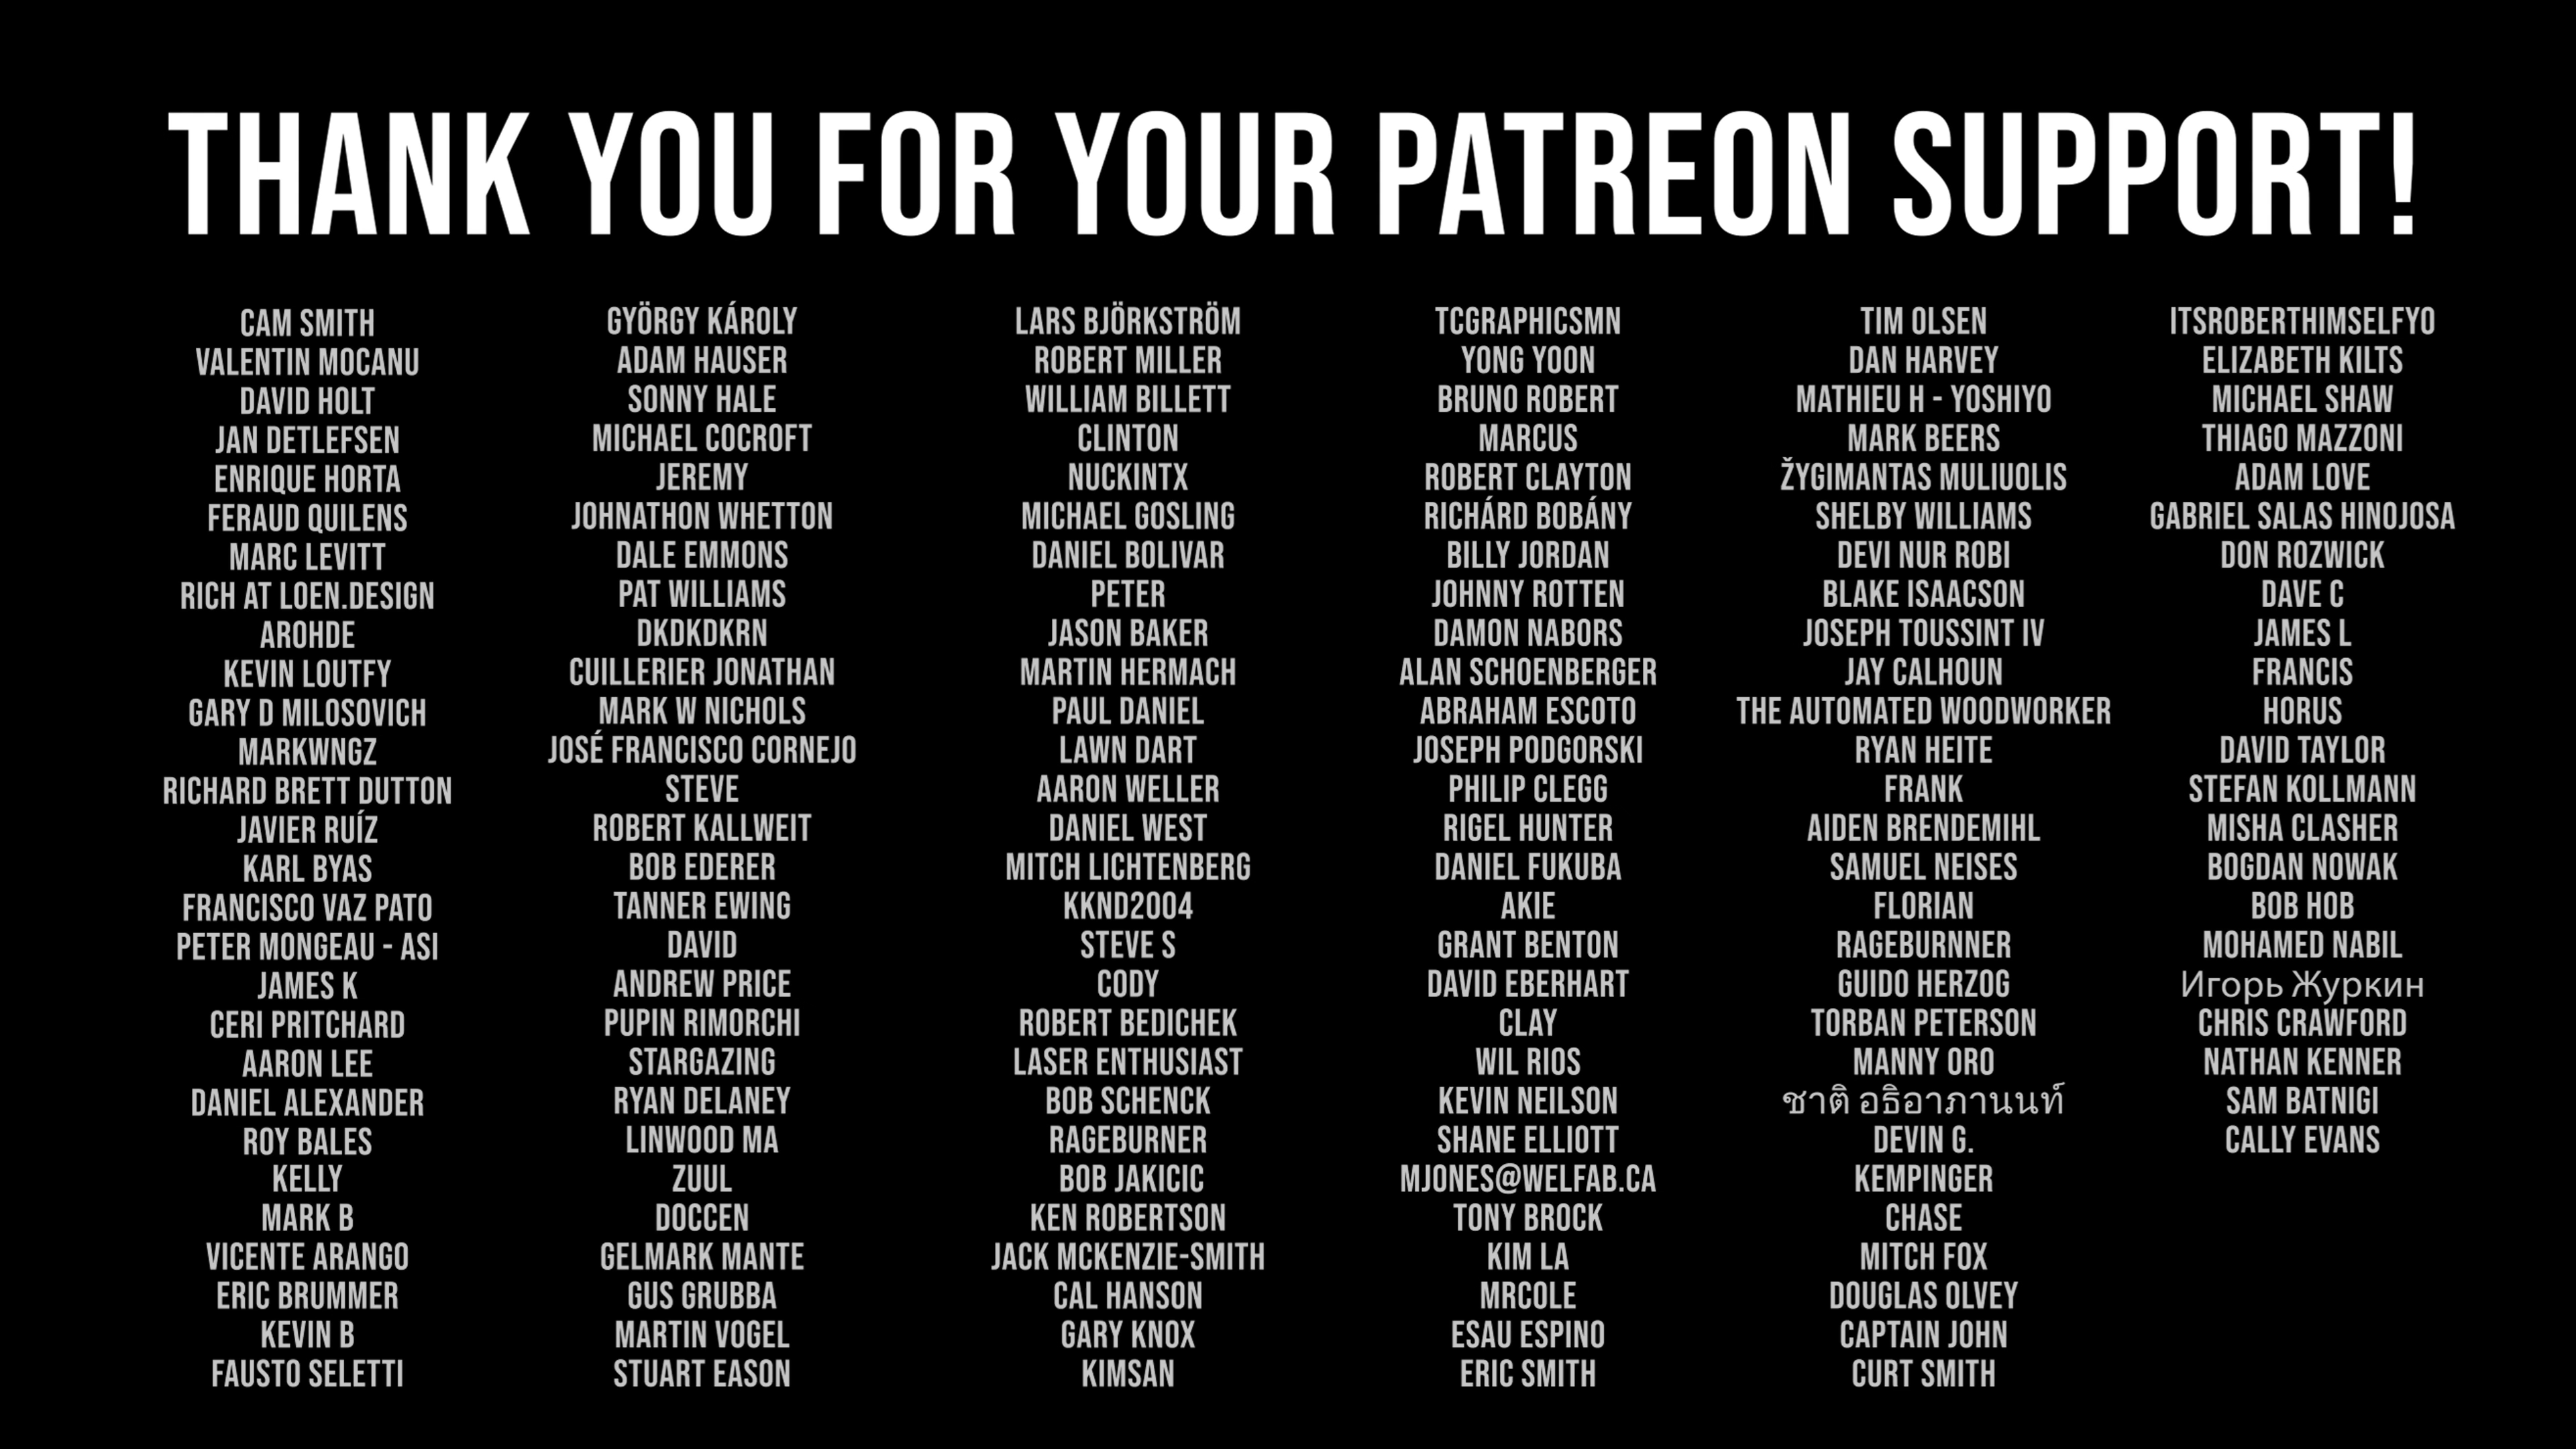 THANK YOU FOR YOUR PATREON SUPPORT!
CAM SMITH
VALENTIN MOCANU
DAVID HOLT
JAN DETLEFSEN
ENRIQUE HORTA
FERAUD QUILENS
MARC LEVITT
RICH AT LOEN.DESIGN
AROHDE
KEVIN LOUTFY
GARY D MILOSOVICH
MARKWNGZ
RICHARD BRETT DUTTON
JAVIER RUÍZ
KARL BYAS
FRANCISCO VAZ PATO
PETER MONGEAU - ASI
JAMES K
CERI PRITCHARD
AARON LEE
DANIEL ALEXANDER
ROY BALES
KELLY
MARK B
VICENTE ARANGO
ERIC BRUMMER
KEVIN B
FAUSTO SELETTI
GYÖRGY KÁROLY
ADAM HAUSER
SONNY HALE
MICHAEL COCROFT
JEREMY
JOHNATHON WHETTON
DALE EMMONS
PAT WILLIAMS
DKDKDKRN
CUILLERIER JONATHAN
MARK W NICHOLS
JOSÉ FRANCISCO CORNEJO
STEVE
ROBERT KALLWEIT
BOB EDERER
TANNER EWING
DAVID
ANDREW PRICE
PUPIN RIMORCHI
STARGAZING
RYAN DELANEY
LINWOOD MA
ZUUL
DOCCEN
GELMARK MANTE
GUS GRUBBA
MARTIN VOGEL
STUART EASON
LARS BJÖRKSTRÖM
ROBERT MILLER
WILLIAM BILLETT
CLINTON
NUCKINTX
MICHAEL GOSLING
DANIEL BOLIVAR
PETER
JASON BAKER
MARTIN HERMACH
PAUL DANIEL
LAWN DART
AARON WELLER
DANIEL WEST
MITCH LICHTENBERG
KKND2004
STEVE S
CODY
ROBERT BEDICHEK
LASER ENTHUSIAST
BOB SCHENCK
RAGEBURNER
BOB JAKICIC
KEN ROBERTSON
JACK MCKENZIE-SMITH
CAL HANSON
GARY KNOX
KIMSAN
TCGRAPHICSMN
YONG YOON
BRUNO ROBERT
MARCUS
ROBERT CLAYTON
RICHÁRD BOBÁNY
BILLY JORDAN
JOHNNY ROTTEN
DAMON NABORS
ALAN SCHOENBERGER
ABRAHAM ESCOTO
JOSEPH PODGORSKI
PHILIP CLEGG
RIGEL HUNTER
DANIEL FUKUBA
AKIE
GRANT BENTON
DAVID EBERHART
CLAY
WIL RIOS
KEVIN NEILSON
SHANE ELLIOTT
MJONES@WELFAB.CA
TONY BROCK
KIM LA
MRCOLE
ESAU ESPINO
ERIC SMITH
TIM OLSEN
DAN HARVEY
MATHIEU H - YOSHIYO
MARK BEERS
ŽYGIMANTAS MULIUOLIS
SHELBY WILLIAMS
DEVI NUR ROBI
BLAKE ISAACSON
JOSEPH TOUSSINT IV
JAY CALHOUN
THE AUTOMATED WOODWORKER
RYAN HEITE
FRANK
AIDEN BRENDEMIHL
SAMUEL NEISES
FLORIAN
RAGEBURNNER
GUIDO HERZOG
TORBAN PETERSON
MANNY ORO
ชาติ อธิอาภานนท์
DEVIN G.
KEMPINGER
CHASE
MITCH FOX
DOUGLAS OLVEY
CAPTAIN JOHN
CURT SMITH
ITSROBERTHIMSELFYO
ELIZABETH KILTS
MICHAEL SHAW
THIAGO MAZZONI
ADAM LOVE
GABRIEL SALAS HINOJOSA
DON ROZWICK
DAVE C
JAMES L
FRANCIS
HORUS
DAVID TAYLOR
STEFAN KOLLMANN
MISHA CLASHER
BOGDAN NOWAK
BOB HOB
MOHAMED NABIL
Игорь Журкин
CHRIS CRAWFORD
NATHAN KENNER
SAM BATNIGI
CALLY EVANS